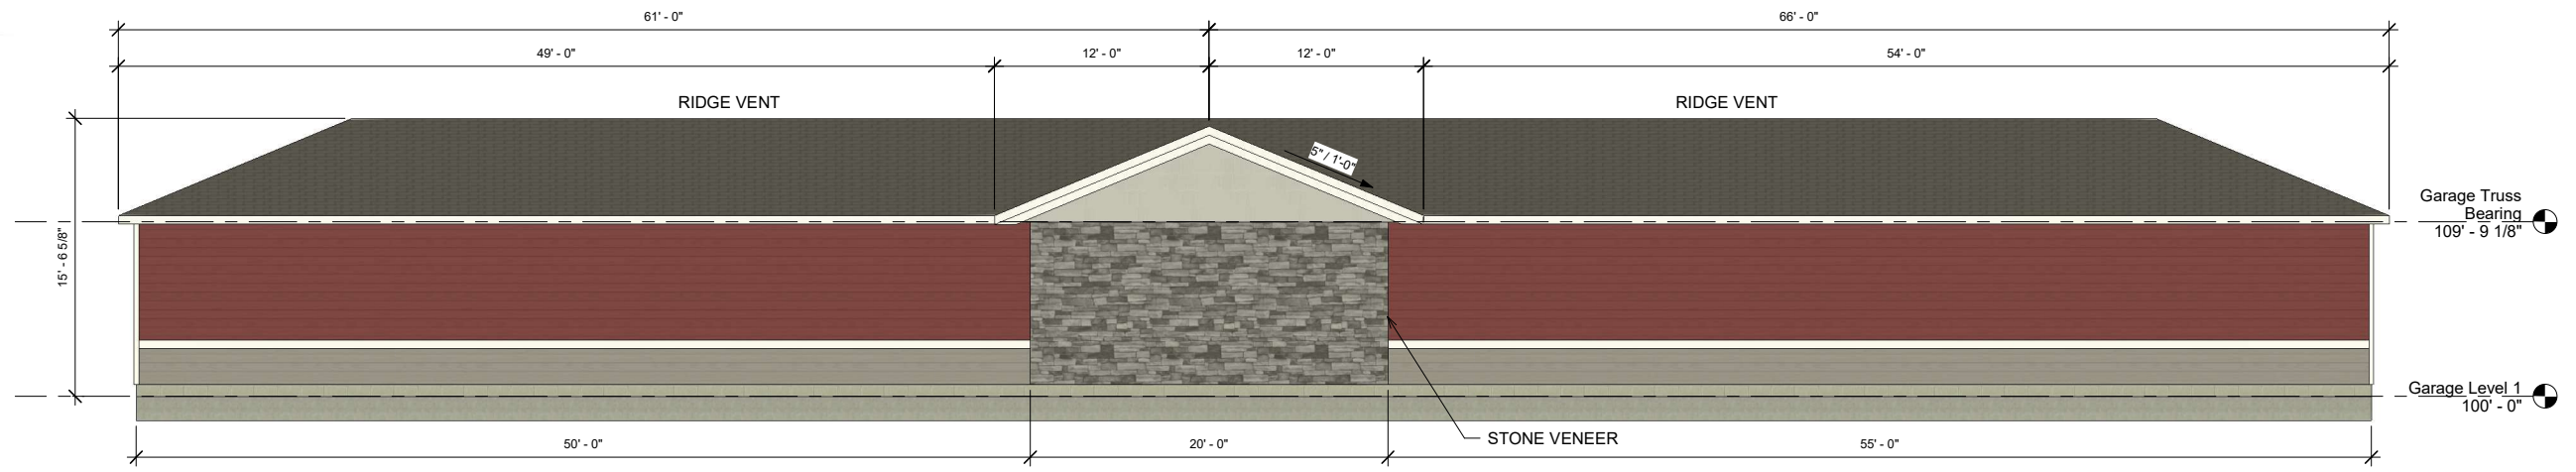 61' - 0"
66' - 0"
49' - 0"
12' - 0"
12' - 0"
54' - 0"
RIDGE VENT
RIDGE VENT
5" / 1'-0"
15' - 6 5/8"
Garage Truss
Bearing
109' - 9 1/8"
Garage Level 1
100' - 0"
STONE VENEER
50' - 0"
20' - 0"
55' - 0"